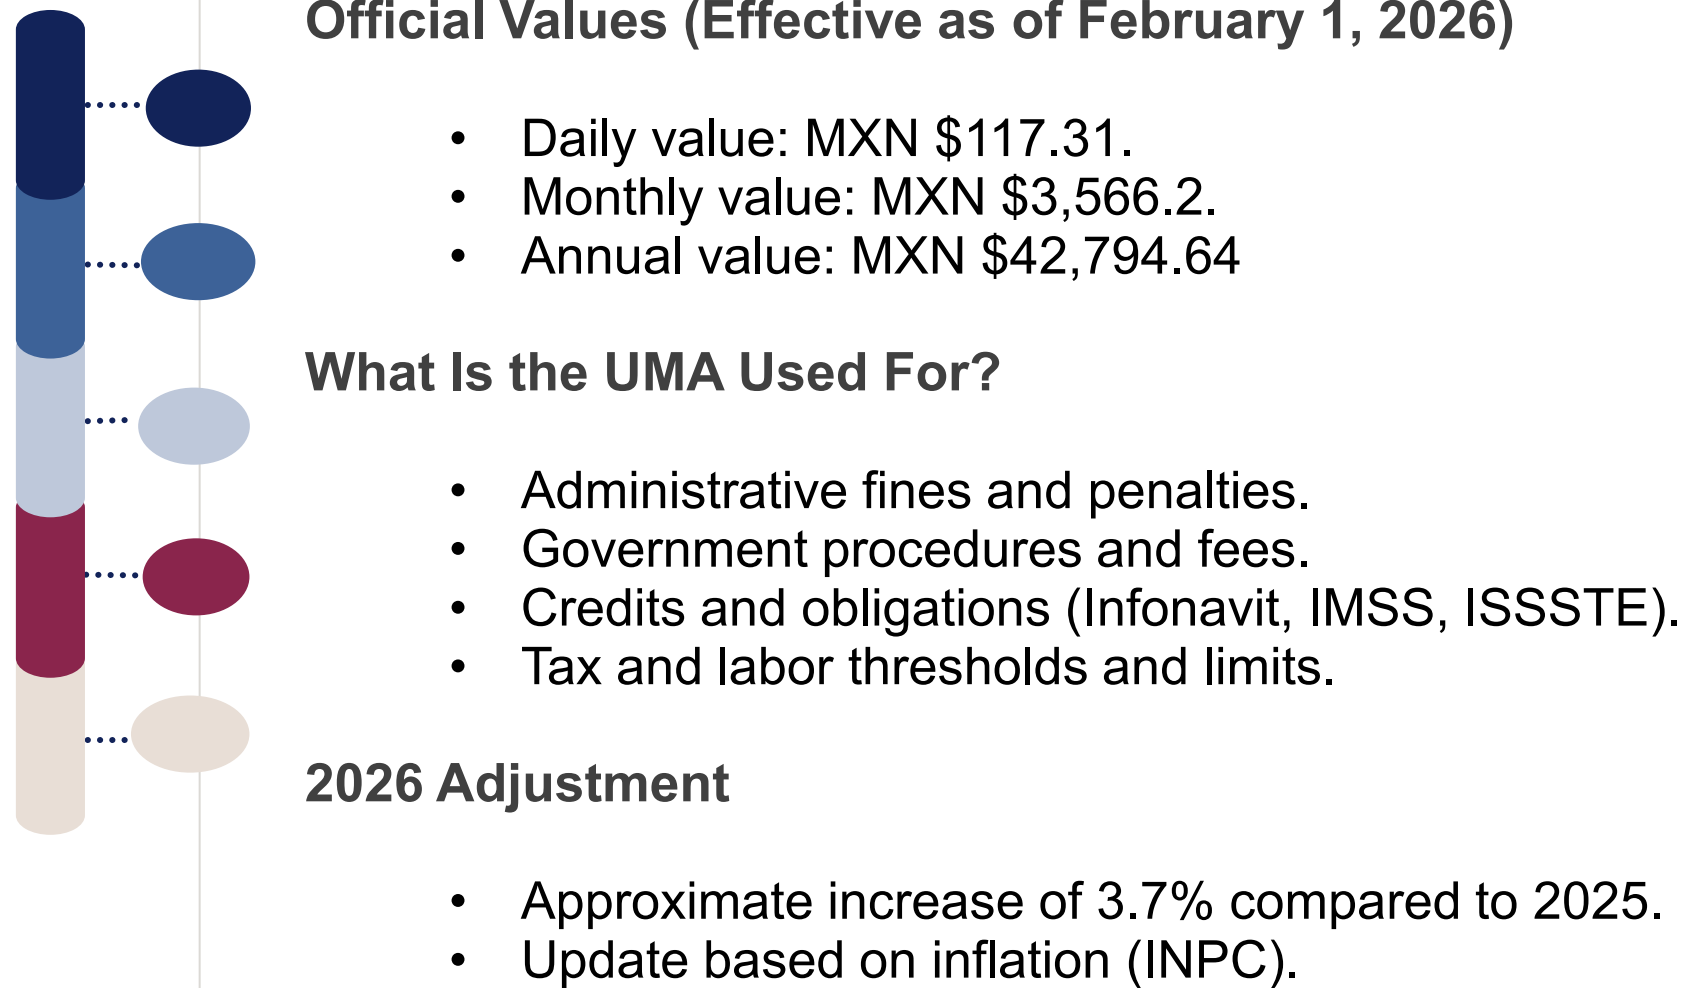 Official Values (Effective as of February 1, 2026)
• Daily value: MXN $117.31.
• Monthly value: MXN $3,566.2.
• Annual value: MXN $42,794.64
What Is the UMA Used For?
• Administrative fines and penalties.
• Government procedures and fees.
• Credits and obligations (Infonavit, IMSS, ISSSTE).
• Tax and labor thresholds and limits.
2026 Adjustment
• Approximate increase of 3.7% compared to 2025.
• Update based on inflation (INPC).